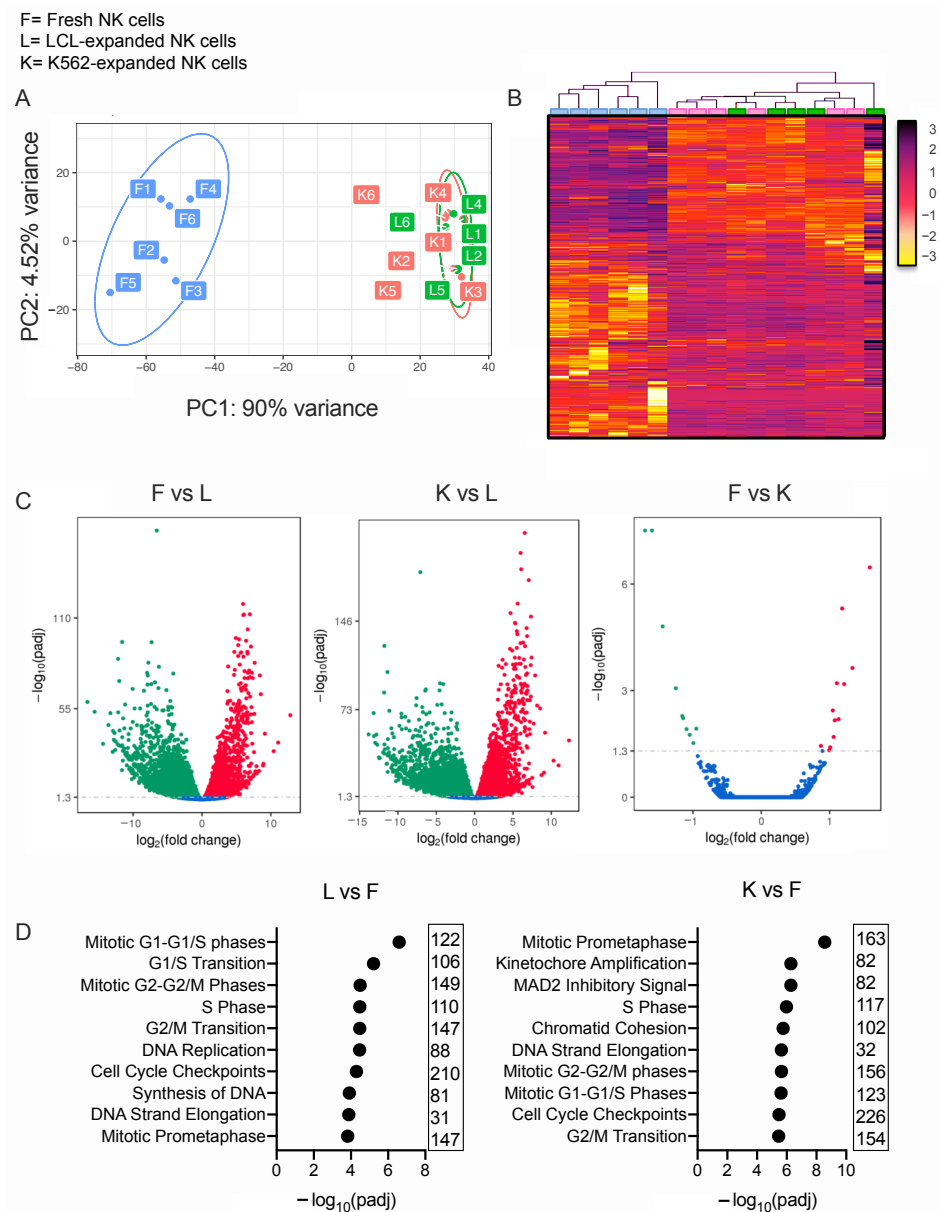 F= Fresh NK cells
L= LCL-expanded NK cells
K= K562-expanded NK cells
A
PC2: 4.52% variance
20
0
−20
F1
F4
F6
F2
F5
F3
K6
K4
L6
L4
K1
L1
K2
L2
K5
L5
K3
−80
−60
−40
−20
0
20
40
PC1: 90% variance
B
3
2
1
0
−1
−2
−3
C
F vs L
−log10(padj)
110
55
1.3
−10
0
10
log2(fold change)
K vs L
−log10(padj)
146
73
1.3
−15
−10
−5
0
5
10
log2(fold change)
F vs K
−log10(padj)
6
3
1.3
0
−1
0
1
log2(fold change)
D
L vs F
Mitotic G1-G1/S phases 122
G1/S Transition 106
Mitotic G2-G2/M Phases 149
S Phase 110
G2/M Transition 147
DNA Replication 88
Cell Cycle Checkpoints 210
Synthesis of DNA 81
DNA Strand Elongation 31
Mitotic Prometaphase 147
0 2 4 6 8
−log10(padj)
K vs F
Mitotic Prometaphase 163
Kinetochore Amplification 82
MAD2 Inhibitory Signal 82
S Phase 117
Chromatid Cohesion 102
DNA Strand Elongation 32
Mitotic G2-G2/M phases 156
Mitotic G1-G1/S Phases 123
Cell Cycle Checkpoints 226
G2/M Transition 154
0 2 4 6 8 10
−log10(padj)